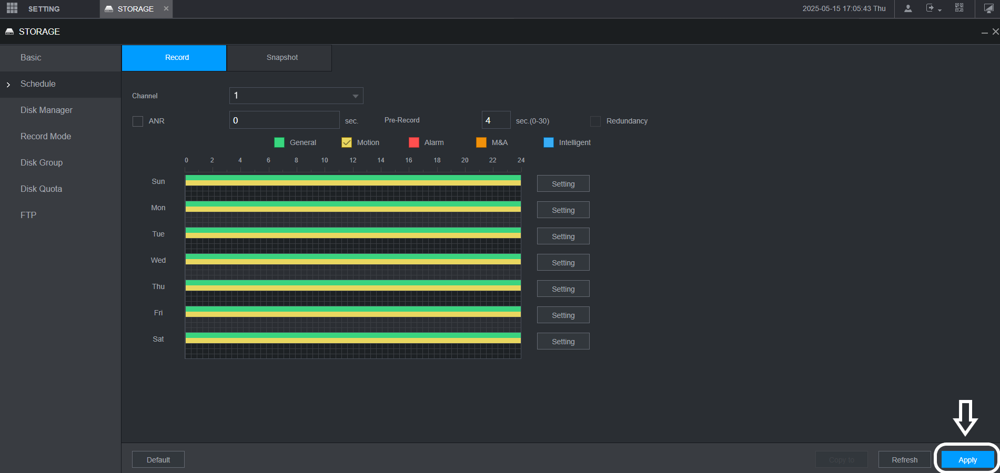 SETTING STORAGE 2025-05-15 17:05:43 Thu
STORAGE
Basic
Schedule
Disk Manager
Record Mode
Disk Group
Disk Quota
FTP
Record Snapshot
Channel 1
ANR 0 sec. Pre-Record 4 sec.(0-30) Redundancy
General Motion Alarm M&A Intelligent
0 2 4 6 8 10 12 14 16 18 20 22 24
Sun Setting
Mon Setting
Tue Setting
Wed Setting
Thu Setting
Fri Setting
Sat Setting
Default Copy to Refresh Apply